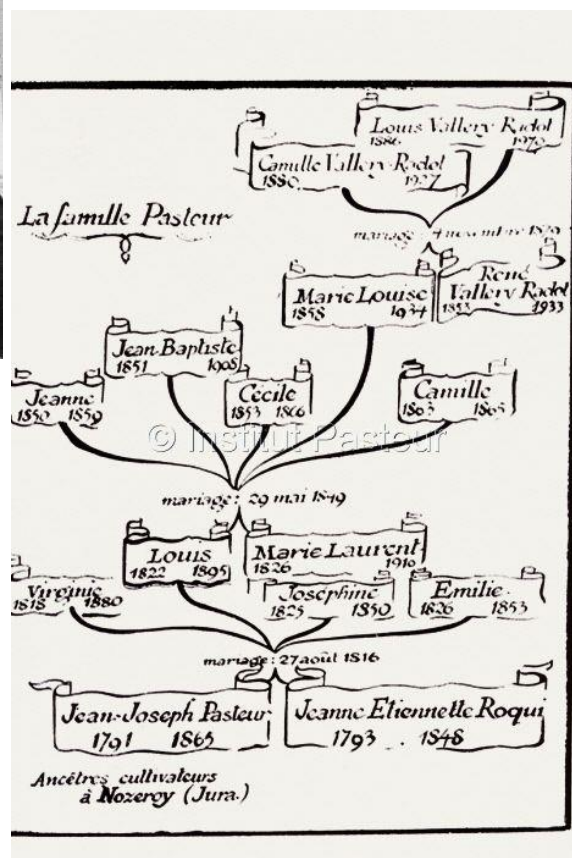 Louis Vallery-Radot
1886 1970
Camille Vallery-Radot
1880 1927
La famille Pasteur
mariage: 4 novembre 1879
René
Vallery Radot
1853 1933
Marie Louise
1858 1934
Jean-Baptiste
1851 1908
Jeanne
1850 1859
Cécile
1853 1866
Camille
1863 1865
© Institut Pasteur
mariage: 29 mai 1849
Louis
1822 1895
Marie Laurent
1826 1910
Virginie
1818 1880
Joséphine
1825 1850
Emilie
1826 1853
mariage: 27 août 1816
Jean-Joseph Pasteur
1791 1865
Jeanne Etiennette Roqui
1793 . 1848
Ancêtres cultivateurs
à Nozeroy (Jura.)